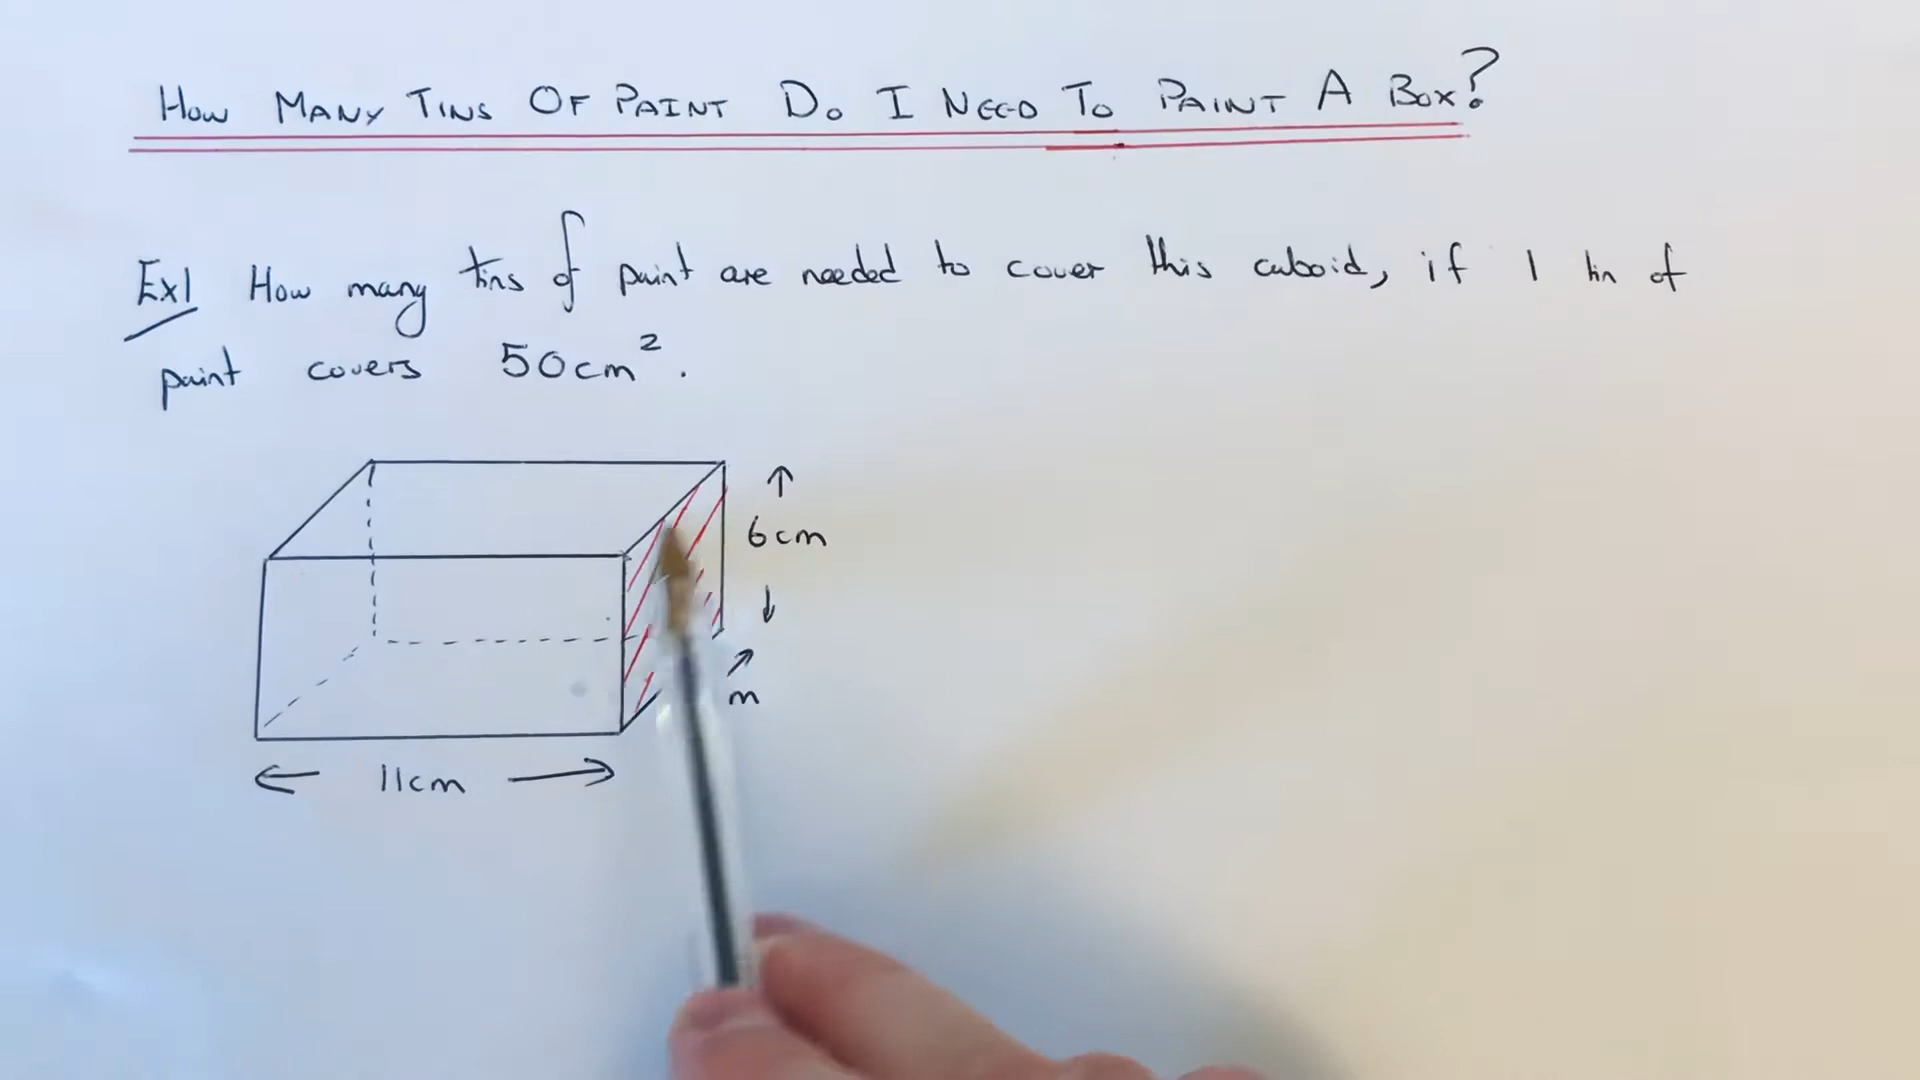 How Many Tins Of Paint Do I Need To Paint A Box?
Ex1 How many tins of paint are needed to cover this cuboid, if 1 tin of
paint covers 50cm².
6cm
m
11cm